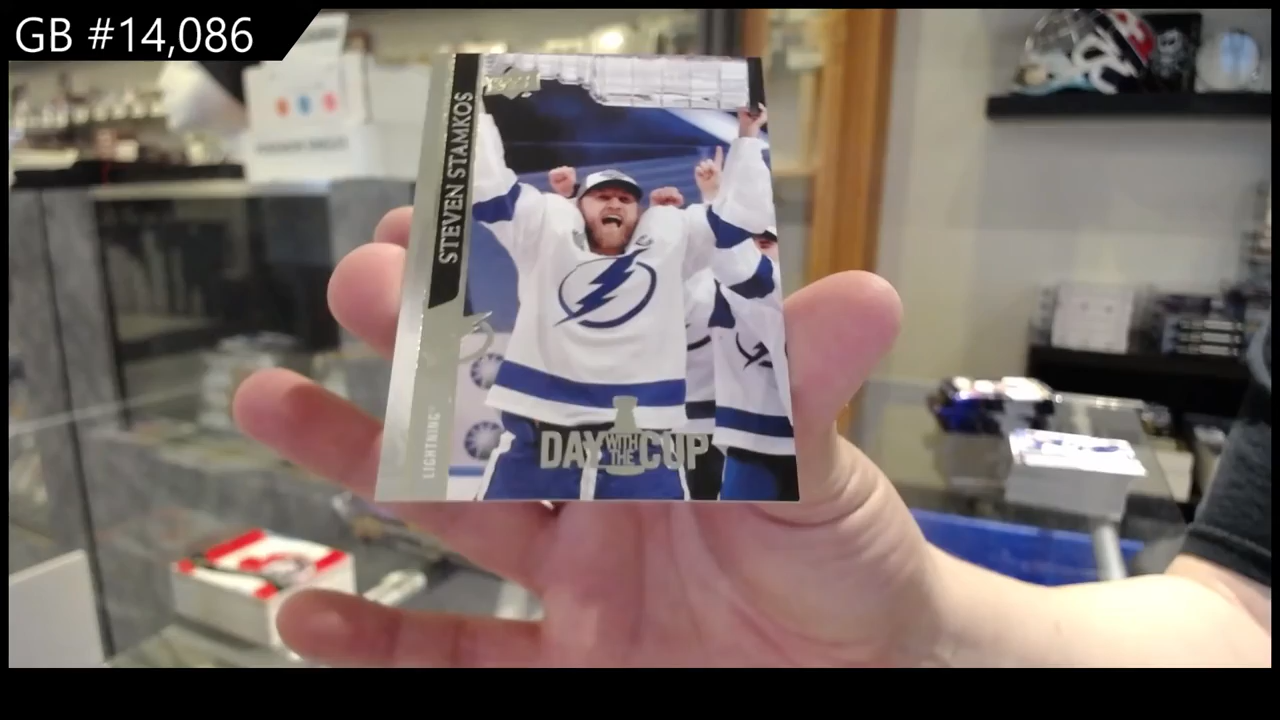 GB #14,086
STEVEN STAMKOS
LIGHTNING
DAY WITH THE CUP